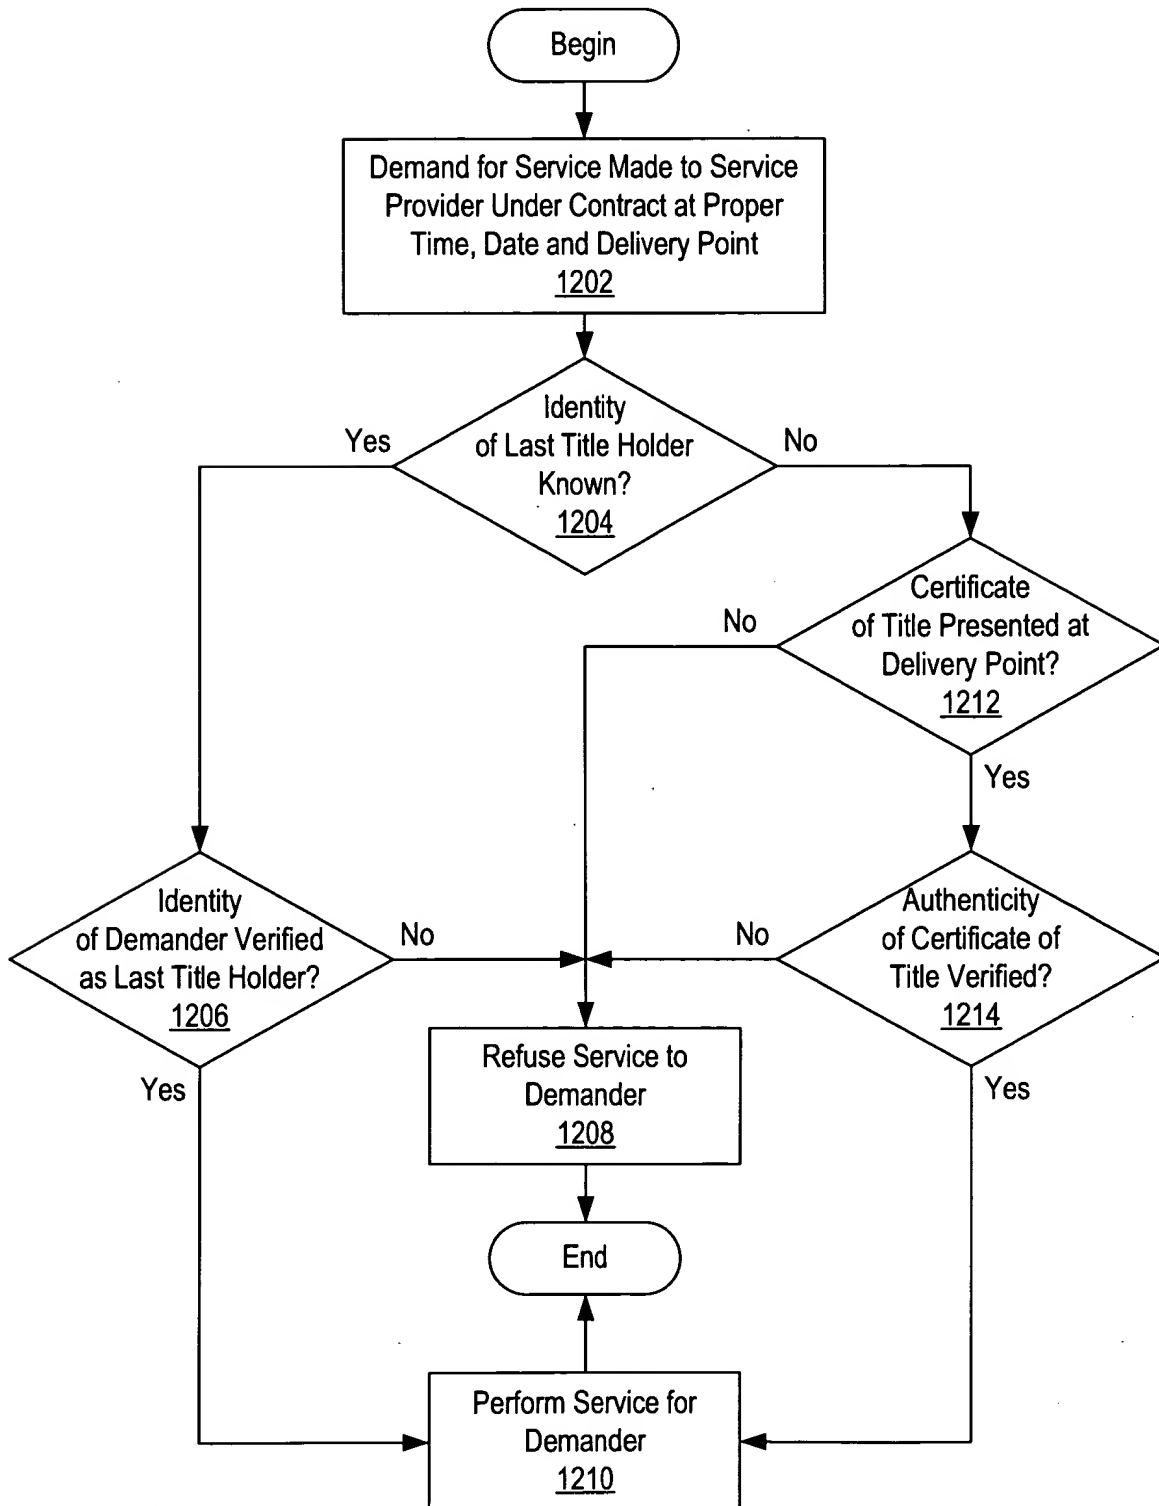 Begin
Demand for Service Made to Service
Provider Under Contract at Proper
Time, Date and Delivery Point
1202
Identity
of Last Title Holder
Known?
1204
Yes
No
Certificate
of Title Presented at
Delivery Point?
1212
No
Yes
Identity
of Demander Verified
as Last Title Holder?
1206
No
Yes
Authenticity
of Certificate of
Title Verified?
1214
No
Yes
Refuse Service to
Demander
1208
End
Perform Service for
Demander
1210